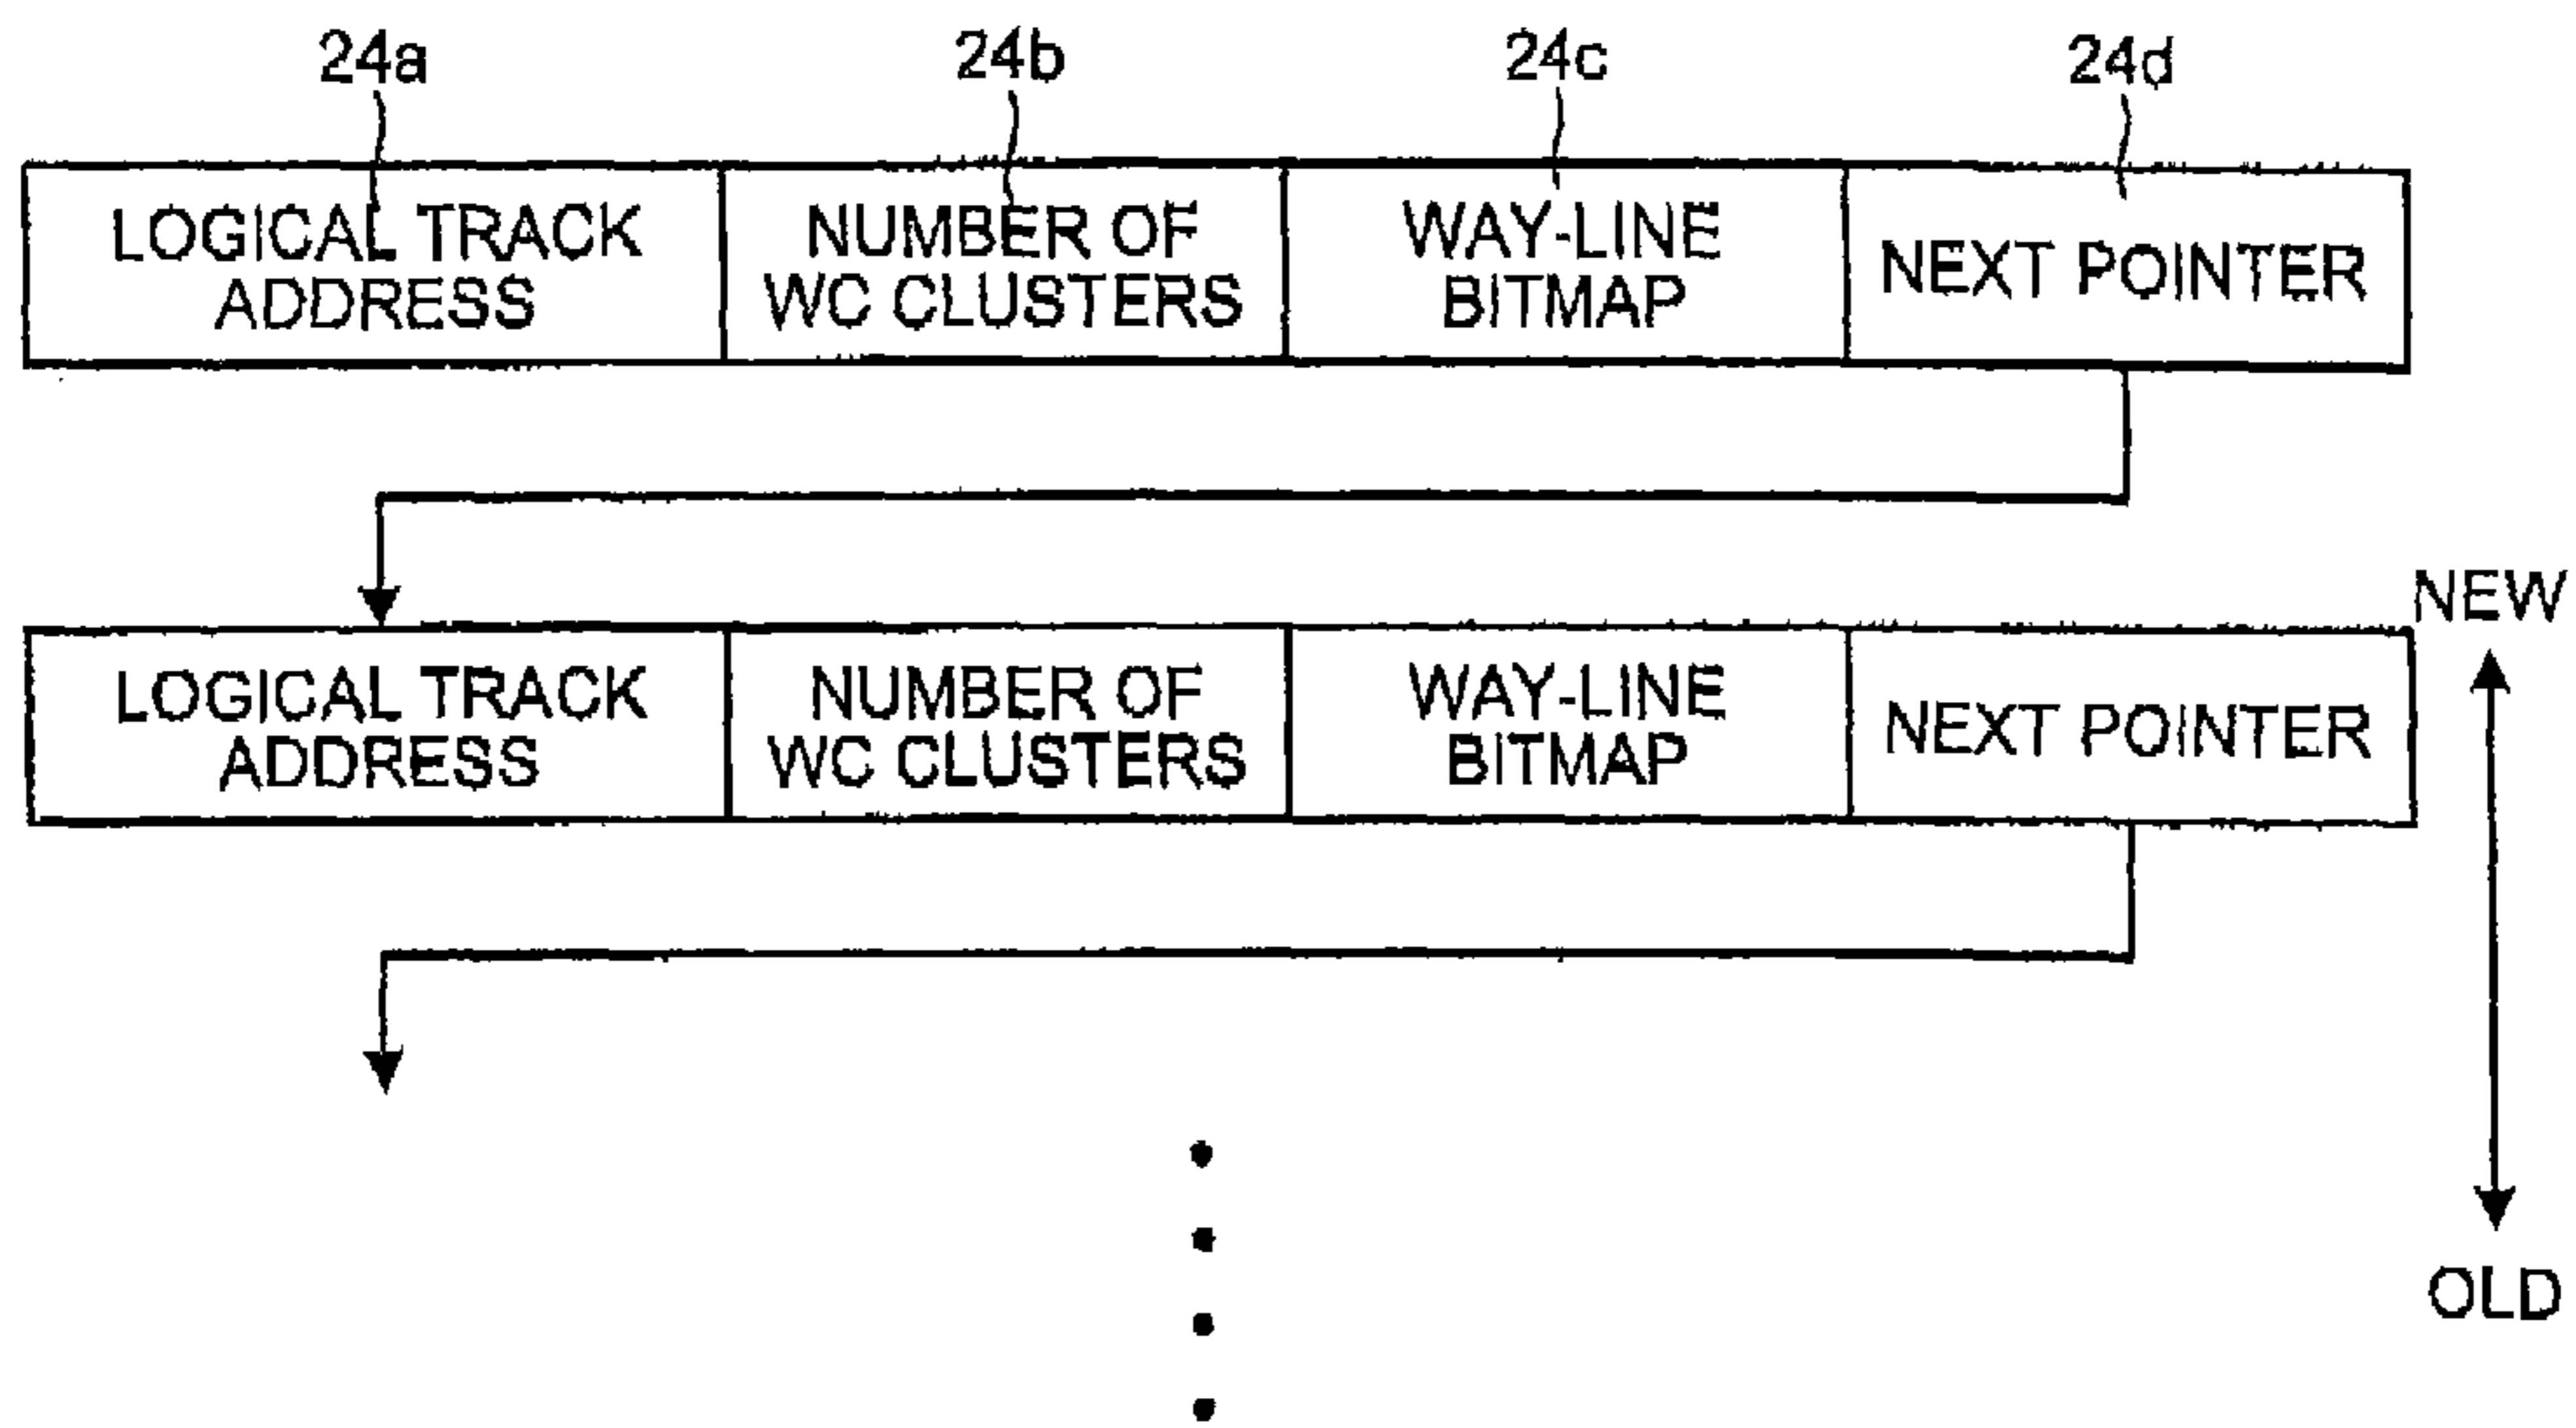 24a 24b 24c 24d
LOGICAL TRACK ADDRESS
NUMBER OF WC CLUSTERS
WAY-LINE BITMAP
NEXT POINTER
NEW
LOGICAL TRACK ADDRESS
NUMBER OF WC CLUSTERS
WAY-LINE BITMAP
NEXT POINTER
OLD